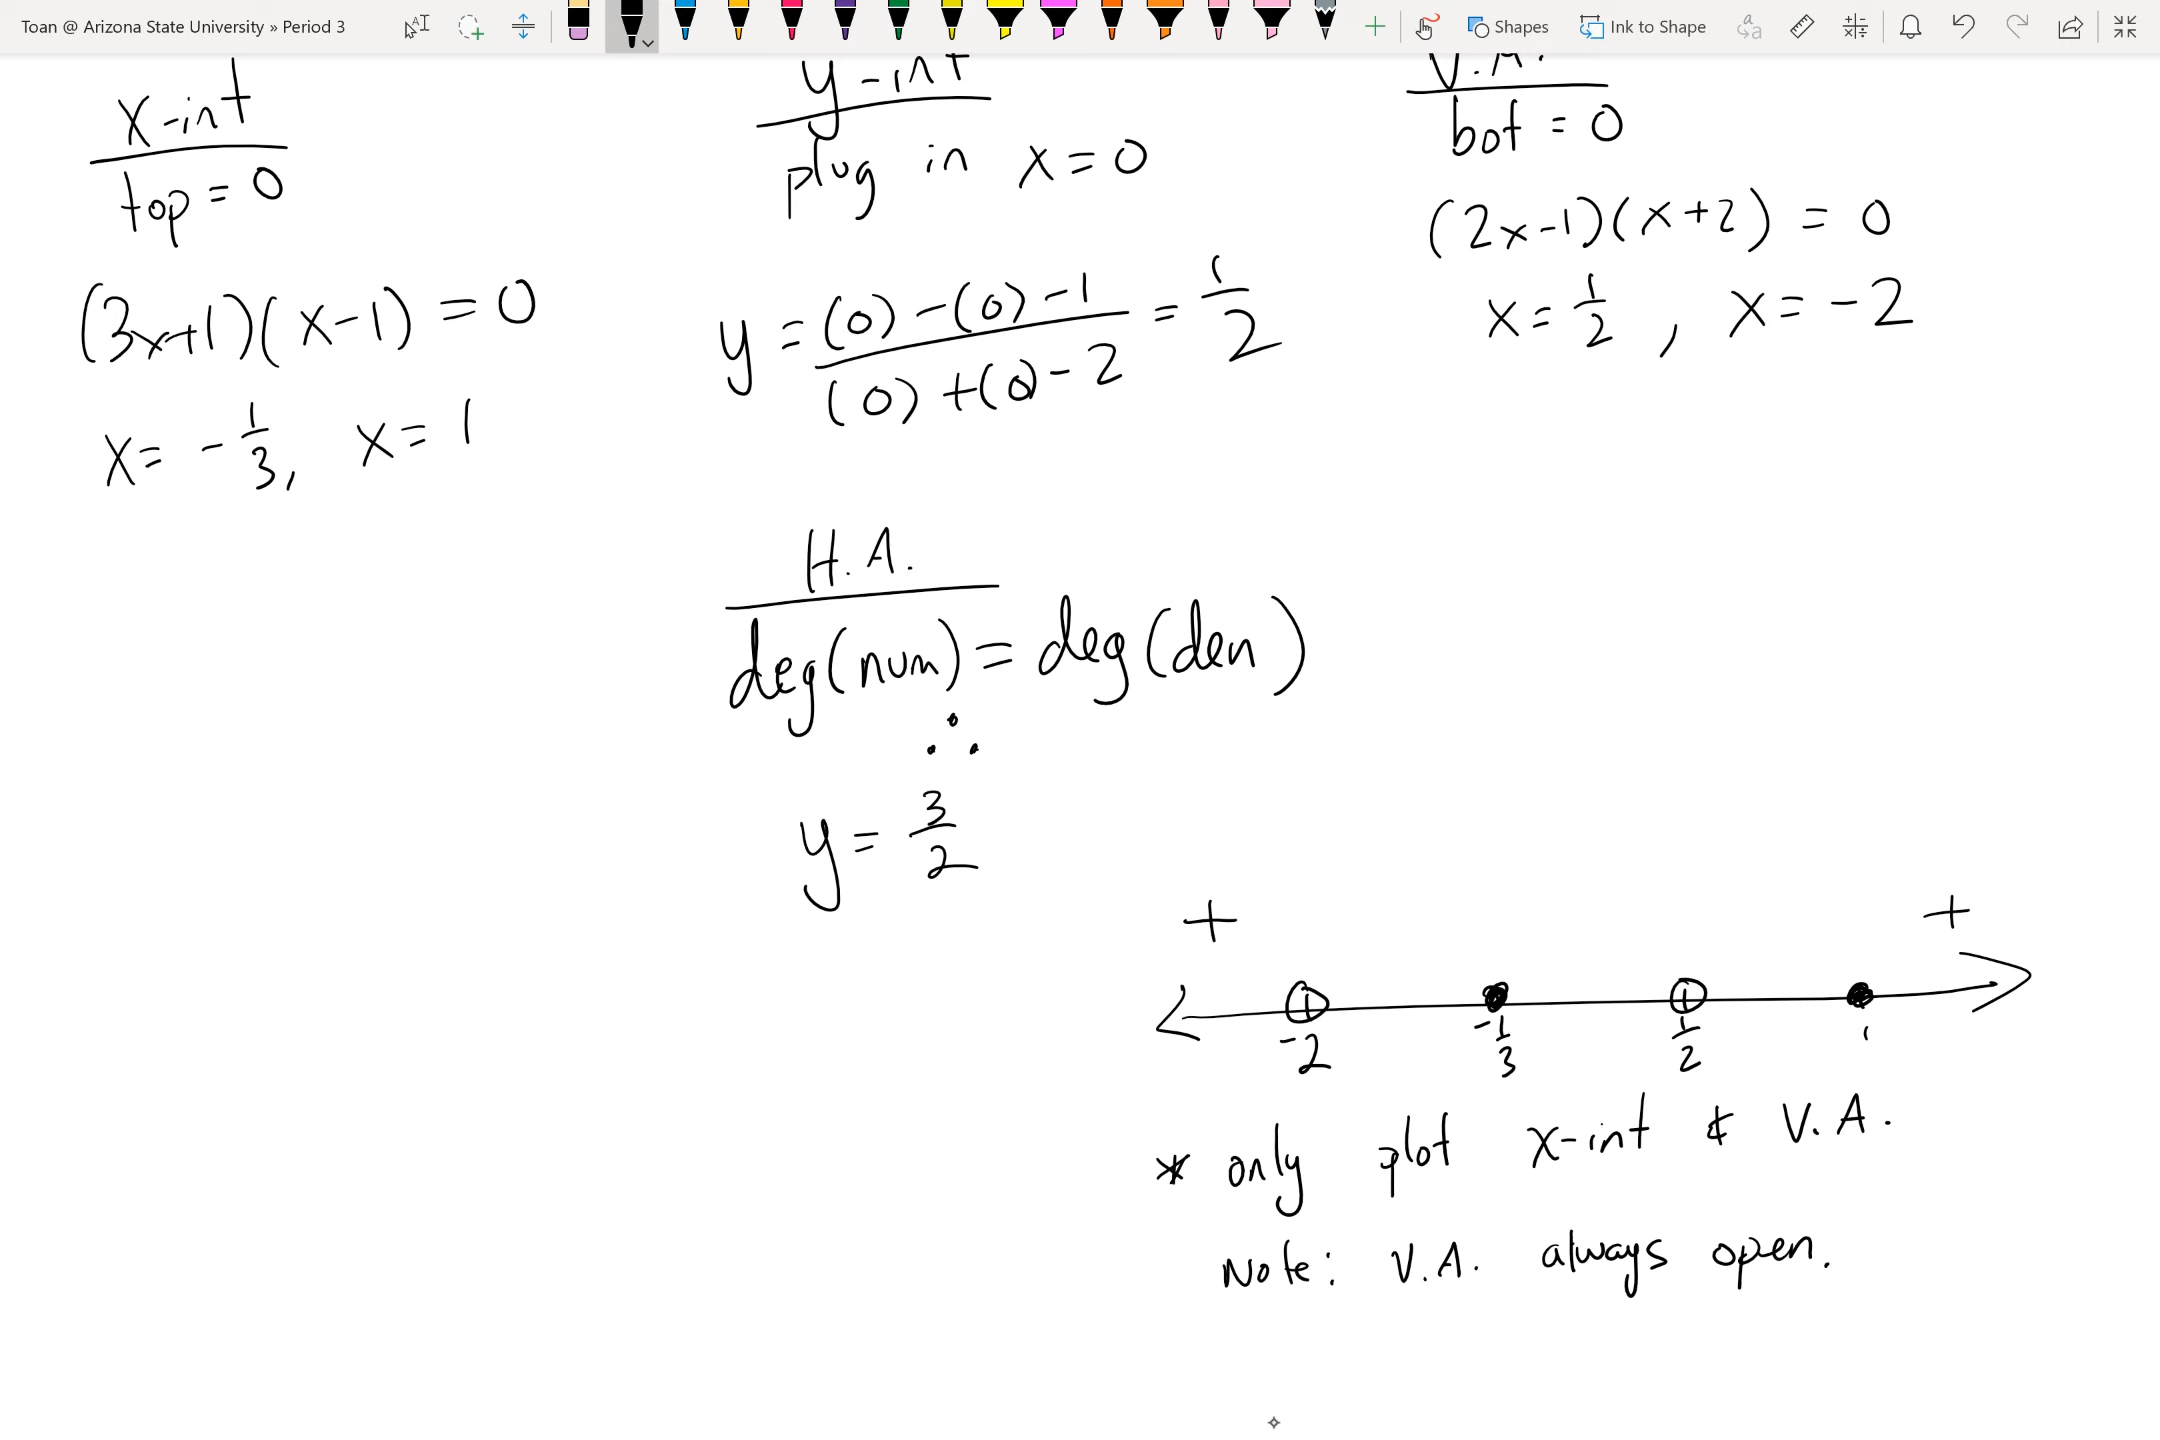 Toan @ Arizona State University » Period 3
Shapes
Ink to Shape
x-int
top = 0
(3x+1)(x-1) = 0
x = -1/3, x = 1
y-int
plug in x = 0
y = (0)-(0)-1 / (0)+(0)-2 = 1/2
V.A.
bot = 0
(2x-1)(x+2) = 0
x = 1/2, x = -2
H.A.
deg(num) = deg(den)
∴
y = 3/2
+ +
-2 -1/3 1/2 1
* only plot x-int & V.A.
Note: V.A. always open.